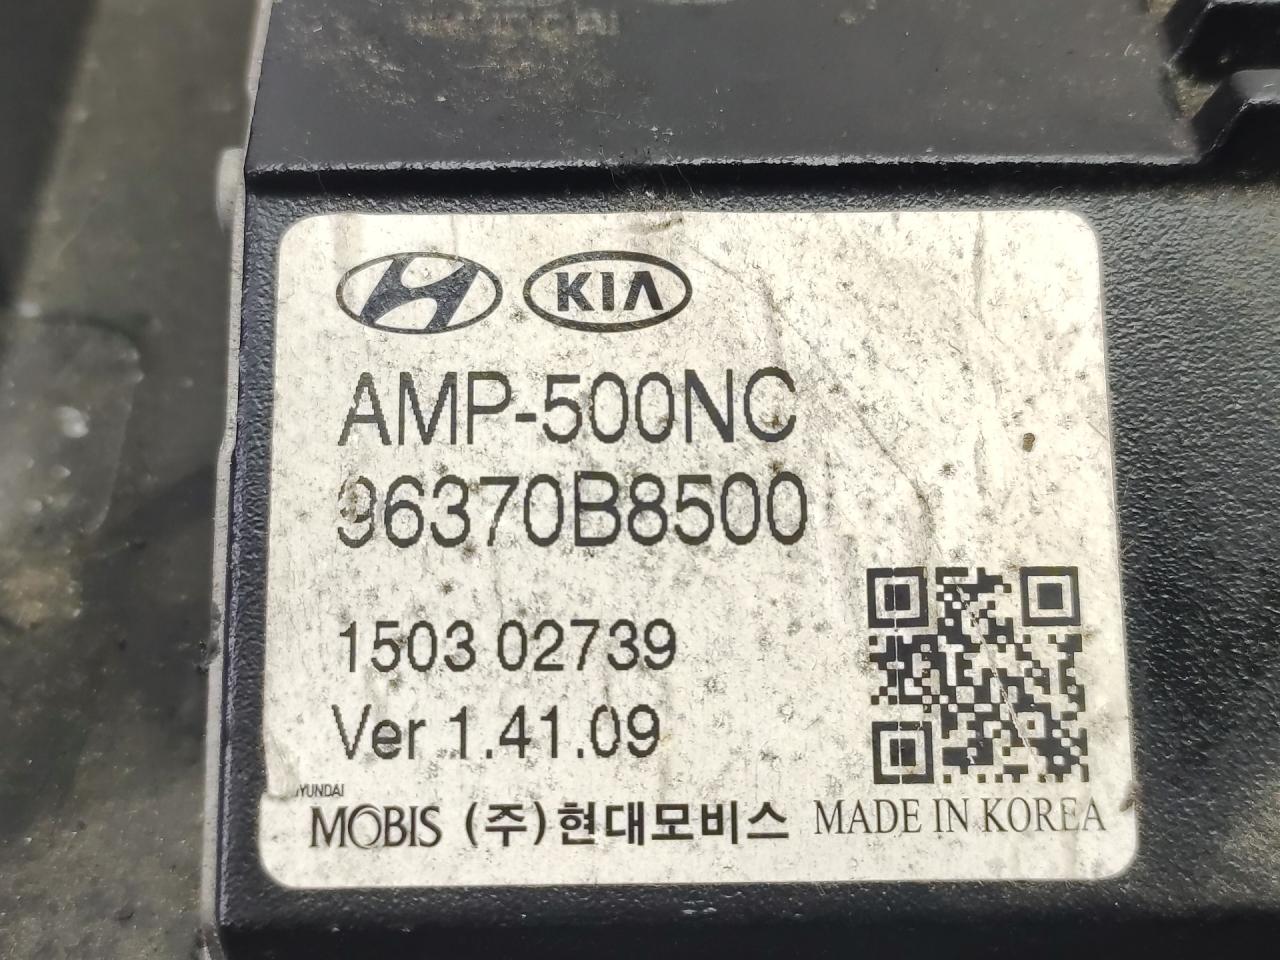 KIA
AMP-500NC
96370B8500
1503 02739
Ver 1.41.09
HYUNDAI
MOBIS (주)현대모비스 MADE IN KOREA